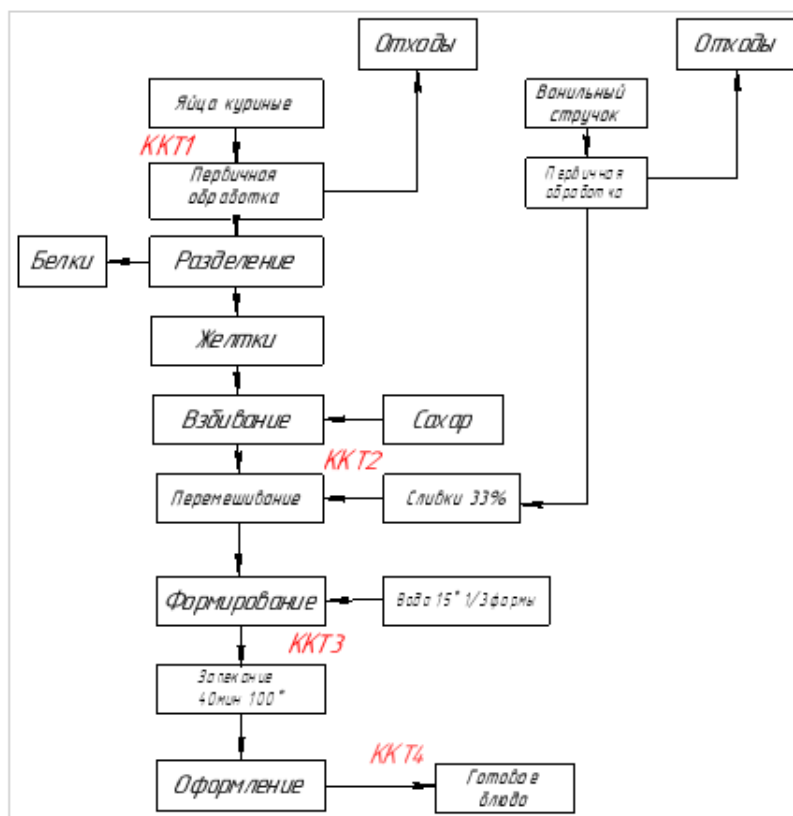 Отходы
Отходы
Яйца куриные
Ванильный
стручок
ККТ1
Первичная
обработка
Первичная
обработка
Белки
Разделение
Желтки
Взбивание
Сахар
ККТ2
Перемешивание
Сливки 33%
Формирование
Вода 15° 1/3 формы
ККТ3
Запекание
40мин 100°
ККТ4
Оформление
Готовое
блюдо